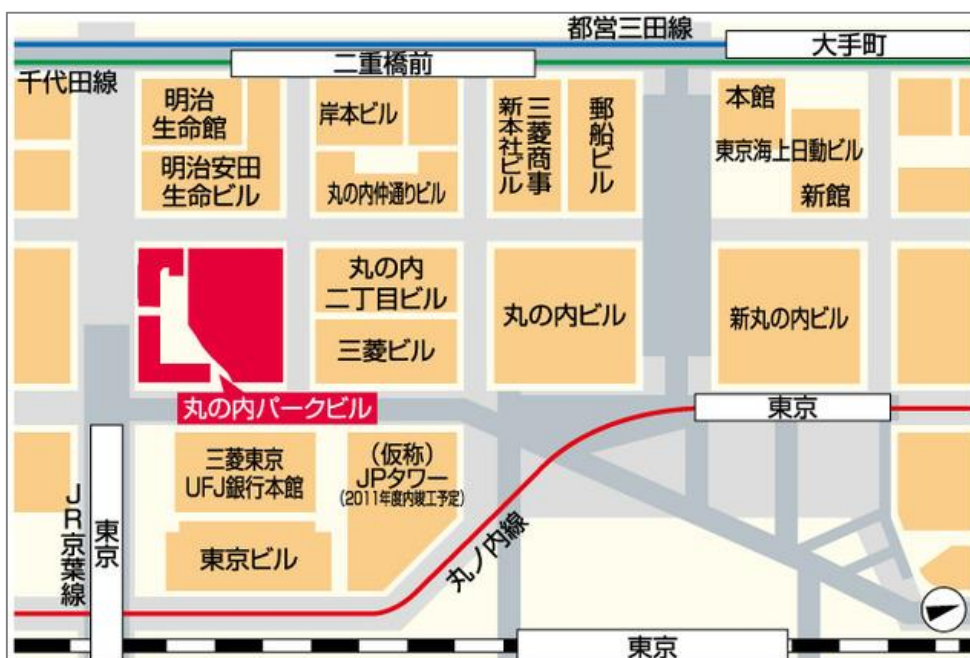 都営三田線
大手町
二重橋前
千代田線
明治
生命館
明治安田
生命ビル
岸本ビル
丸の内仲通りビル
三菱商事
新本社ビル
郵船ビル
本館
東京海上日動ビル
新館
丸の内
二丁目ビル
三菱ビル
丸の内ビル
新丸の内ビル
丸の内パークビル
東京
三菱東京
UFJ銀行本館
(仮称)
JPタワー
(2011年度内竣工予定)
JR京葉線
東京
東京ビル
丸ノ内線
東京